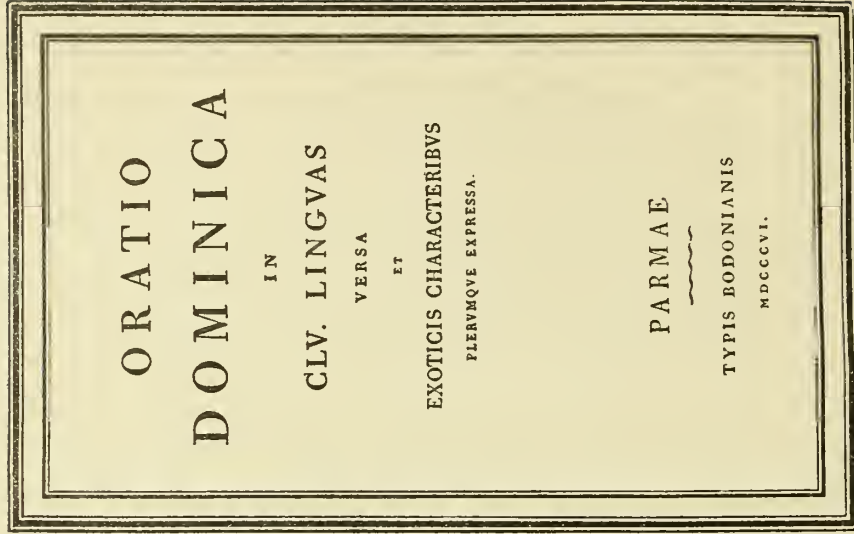 ORATIO
DOMINICA
IN
CLV. LINGVAS
VERSA
ET
EXOTICIS CHARACTERIBVS
PLERVMQVE EXPRESSA.
PARMAE
TYPIS BODONIANIS
MDCCCVI.